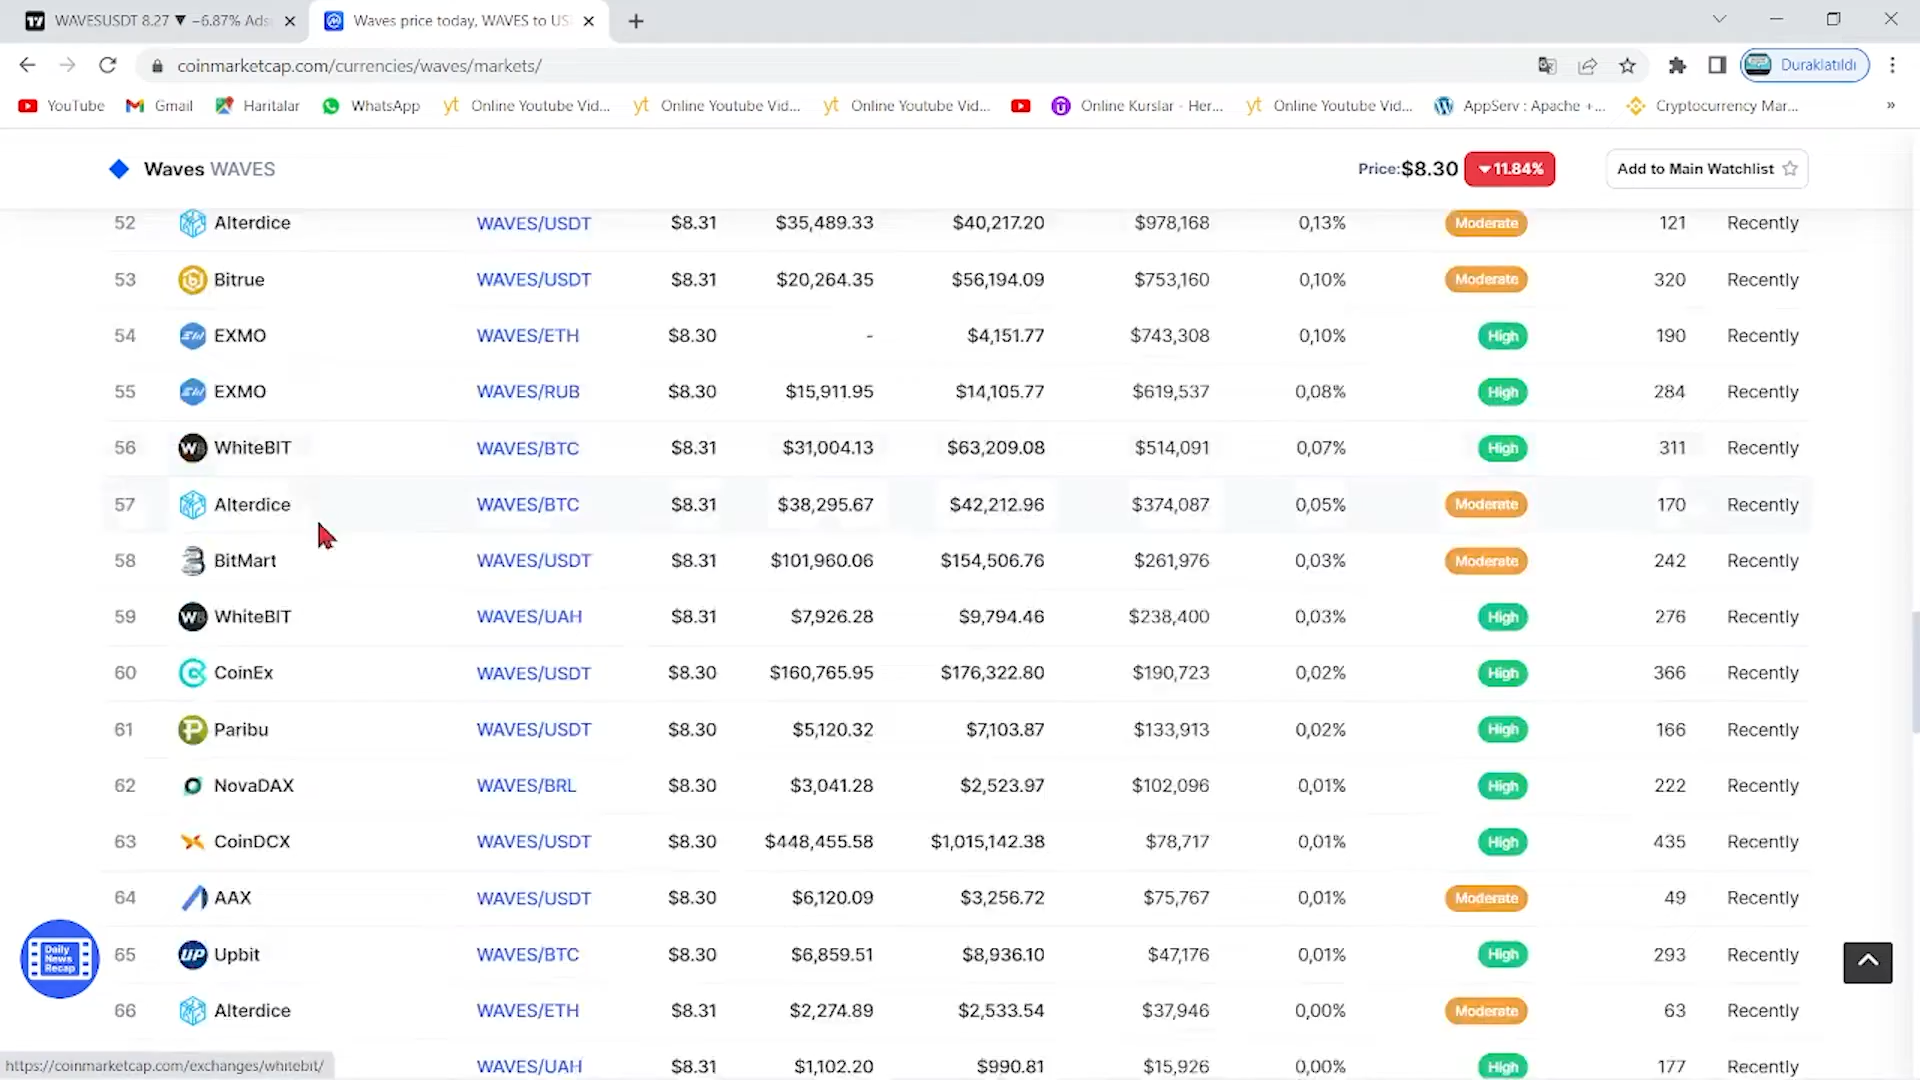 WAVESUSDT 8.27 ▼ −6.87% Ads
Waves price today, WAVES to US
coinmarketcap.com/currencies/waves/markets/
Duraklatıldı
YouTube Gmail Haritalar WhatsApp Online Youtube Vid... Online Youtube Vid... Online Youtube Vid... Online Kurslar - Her... Online Youtube Vid... AppServ : Apache +... Cryptocurrency Mar... »
Waves WAVES Price:$8.30 ▼11.84% Add to Main Watchlist
52 Alterdice WAVES/USDT $8.31 $35,489.33 $40,217.20 $978,168 0,13% Moderate 121 Recently
53 Bitrue WAVES/USDT $8.31 $20,264.35 $56,194.09 $753,160 0,10% Moderate 320 Recently
54 EXMO WAVES/ETH $8.30 - $4,151.77 $743,308 0,10% High 190 Recently
55 EXMO WAVES/RUB $8.30 $15,911.95 $14,105.77 $619,537 0,08% High 284 Recently
56 WhiteBIT WAVES/BTC $8.31 $31,004.13 $63,209.08 $514,091 0,07% High 311 Recently
57 Alterdice WAVES/BTC $8.31 $38,295.67 $42,212.96 $374,087 0,05% Moderate 170 Recently
58 BitMart WAVES/USDT $8.31 $101,960.06 $154,506.76 $261,976 0,03% Moderate 242 Recently
59 WhiteBIT WAVES/UAH $8.31 $7,926.28 $9,794.46 $238,400 0,03% High 276 Recently
60 CoinEx WAVES/USDT $8.30 $160,765.95 $176,322.80 $190,723 0,02% High 366 Recently
61 Paribu WAVES/USDT $8.30 $5,120.32 $7,103.87 $133,913 0,02% High 166 Recently
62 NovaDAX WAVES/BRL $8.30 $3,041.28 $2,523.97 $102,096 0,01% High 222 Recently
63 CoinDCX WAVES/USDT $8.30 $448,455.58 $1,015,142.38 $78,717 0,01% High 435 Recently
64 AAX WAVES/USDT $8.30 $6,120.09 $3,256.72 $75,767 0,01% Moderate 49 Recently
Daily
News
Recap
65 Upbit WAVES/BTC $8.30 $6,859.51 $8,936.10 $47,176 0,01% High 293 Recently
66 Alterdice WAVES/ETH $8.31 $2,274.89 $2,533.54 $37,946 0,00% Moderate 63 Recently
WAVES/UAH $8.31 $1,102.20 $990.81 $15,926 0,00% High 177 Recently
https://coinmarketcap.com/exchanges/whitebit/